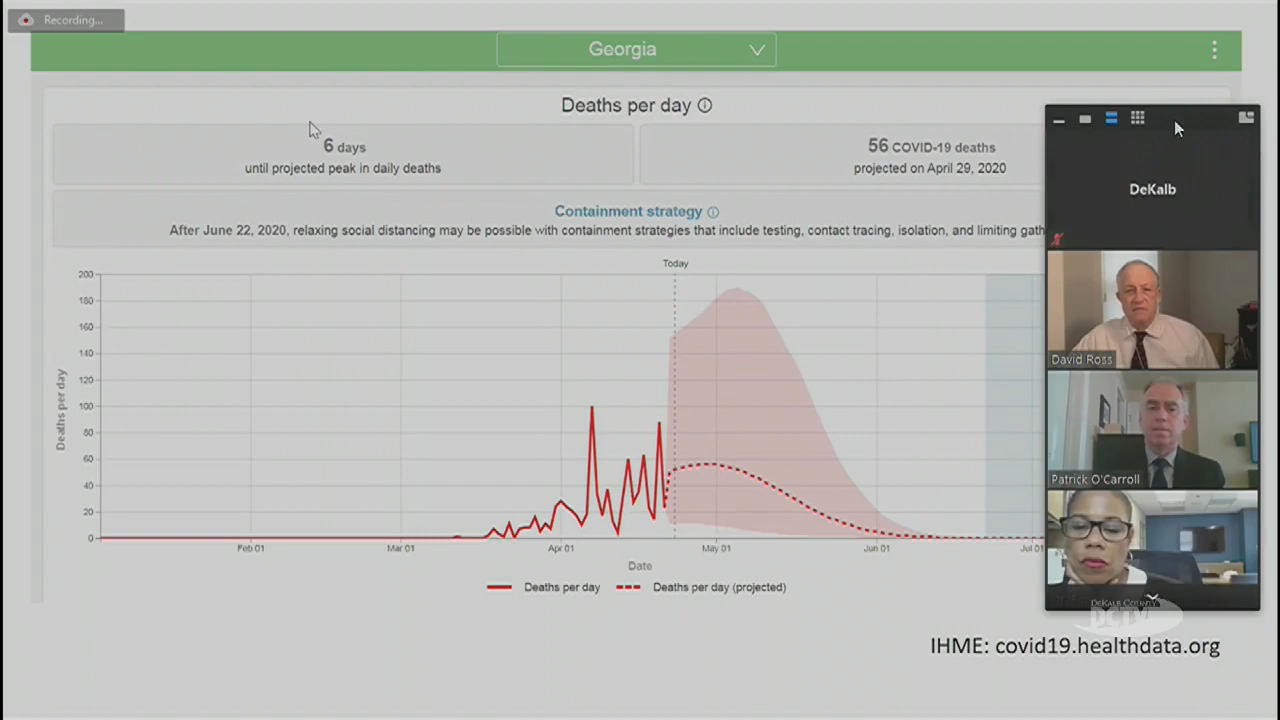 Recording...
Georgia
Deaths per day
6 days
until projected peak in daily deaths
56 COVID-19 deaths
projected on April 29, 2020
Containment strategy
After June 22, 2020, relaxing social distancing may be possible with containment strategies that include testing, contact tracing, isolation, and limiting gath
Today
200
180
160
140
120
100
80
60
40
20
0
Deaths per day
Feb 01
Mar 01
Apr 01
May 01
Jun 01
Jul 01
Date
Deaths per day
Deaths per day (projected)
DeKalb
David Ross
Patrick O'Carroll
DEKALB COUNTY
DCTV
IHME: covid19.healthdata.org